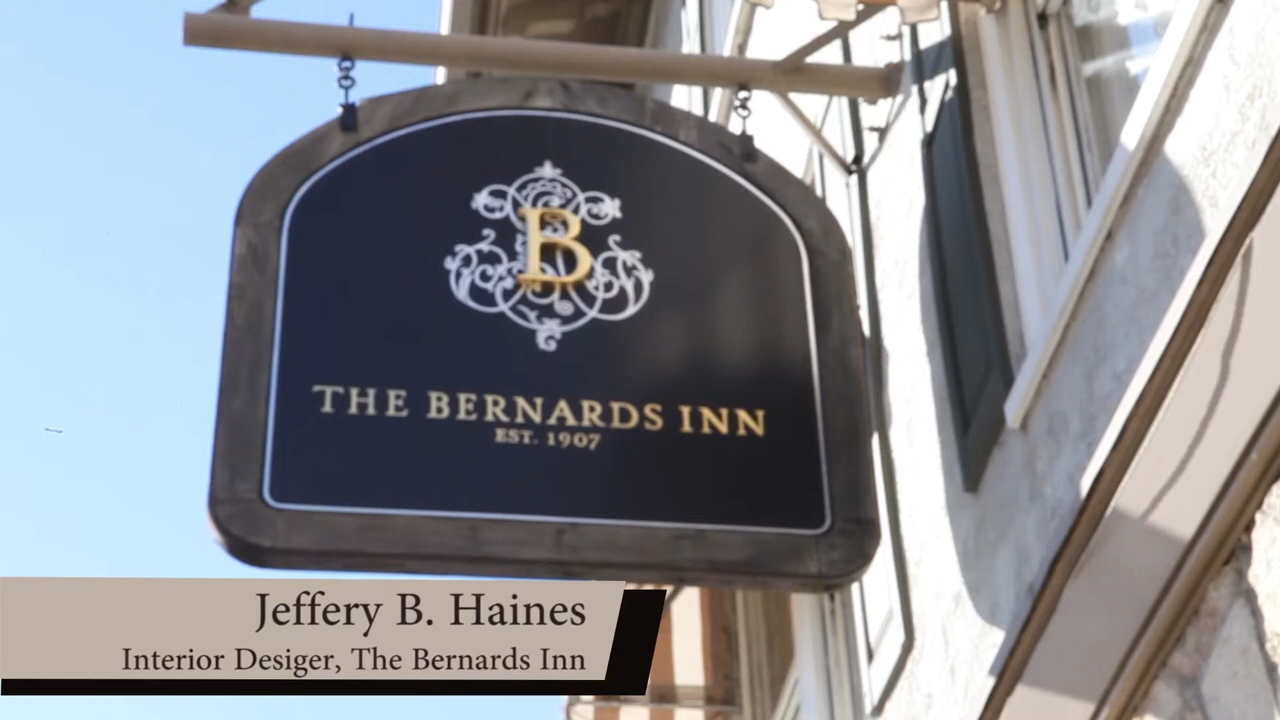 B
THE BERNARDS INN
EST. 1907
Jeffery B. Haines
Interior Desiger, The Bernards Inn